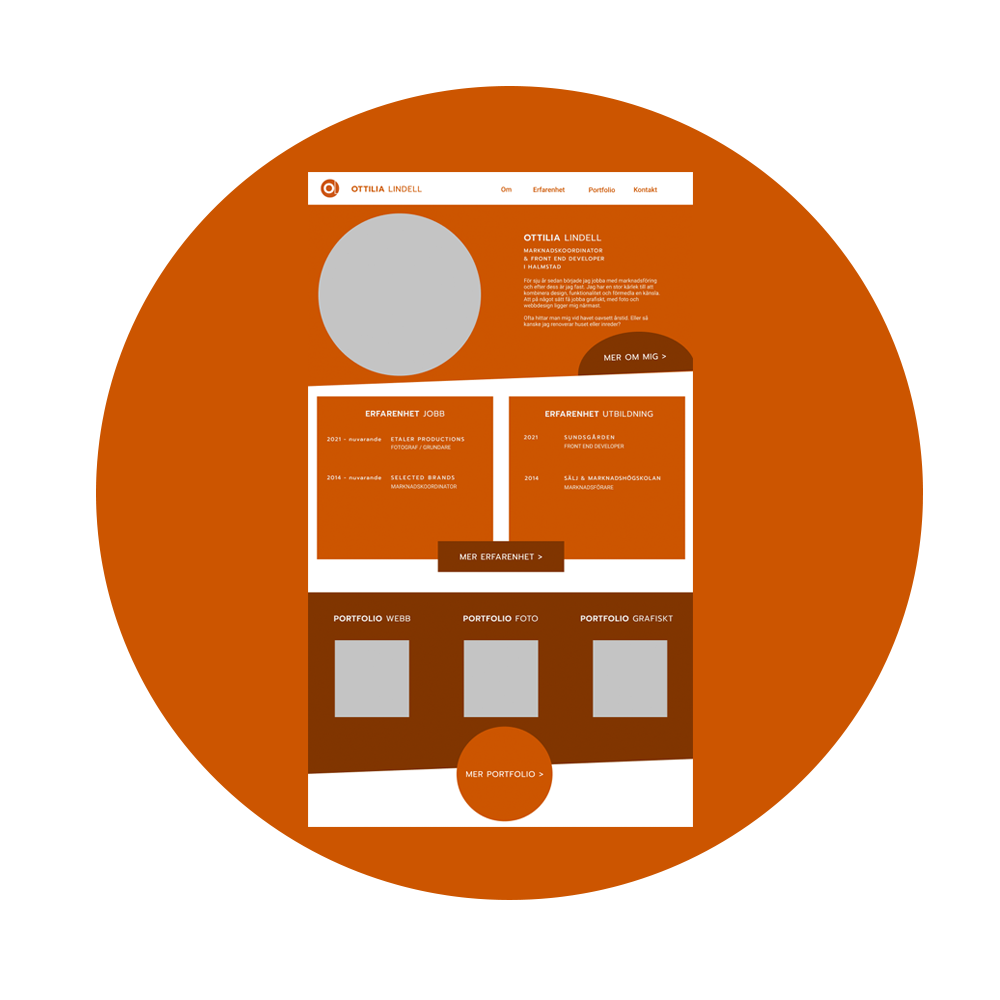 OTTILIA LINDELL
Om Erfarenhet Portfolio Kontakt
OTTILIA LINDELL
MARKNADSKOORDINATOR
& FRONT END DEVELOPER
I HALMSTAD
För sju år sedan började jag jobba med marknadsföring
och efter dess är jag fast. Jag har en stor kärlek till att
kombinera design, funktionalitet och förmedla en känsla.
Att på något sätt få jobba grafiskt, med foto och
webbdesign ligger mig närmast.
Ofta hittar man mig vid havet oavsett årstid. Eller så
kanske jag renoverar huset eller inreder?
MER OM MIG >
ERFARENHET JOBB
2021 - nuvarande ETALER PRODUCTIONS
FOTOGRAF / GRUNDARE
2014 - nuvarande SELECTED BRANDS
MARKNADSKOORDINATOR
ERFARENHET UTBILDNING
2021 SUNDSGÅRDEN
FRONT END DEVELOPER
2014 SÄLJ & MARKNADSHÖGSKOLAN
MARKNADSFÖRARE
MER ERFARENHET >
PORTFOLIO WEBB
PORTFOLIO FOTO
PORTFOLIO GRAFISKT
MER PORTFOLIO >